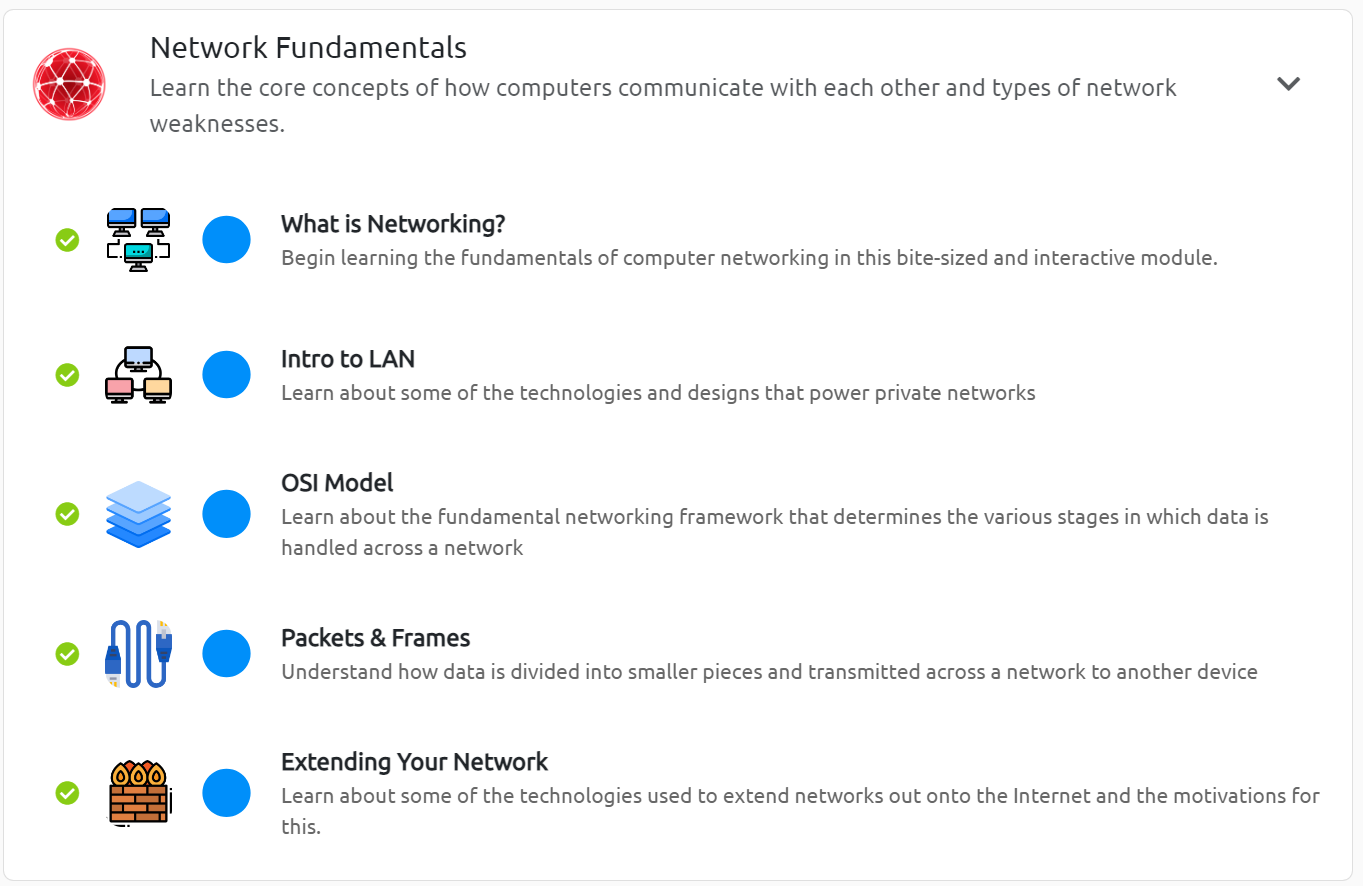 Network Fundamentals
Learn the core concepts of how computers communicate with each other and types of network
weaknesses.
What is Networking?
Begin learning the fundamentals of computer networking in this bite-sized and interactive module.
Intro to LAN
Learn about some of the technologies and designs that power private networks
OSI Model
Learn about the fundamental networking framework that determines the various stages in which data is
handled across a network
Packets & Frames
Understand how data is divided into smaller pieces and transmitted across a network to another device
Extending Your Network
Learn about some of the technologies used to extend networks out onto the Internet and the motivations for
this.